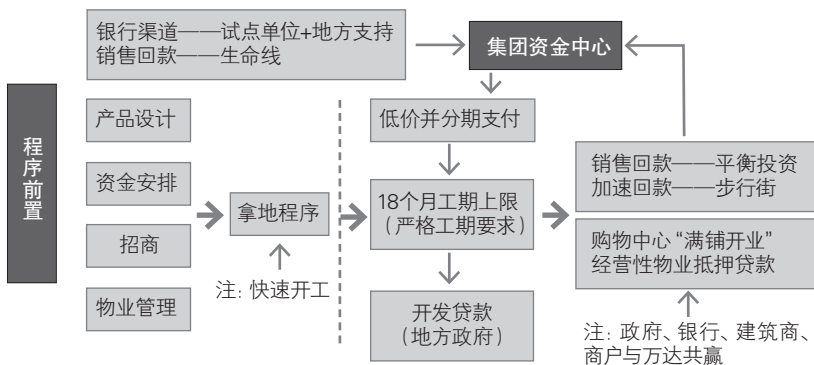 银行渠道——试点单位+地方支持
销售回款——生命线
集团资金中心
程序前置
产品设计
资金安排
招商
物业管理
拿地程序
注: 快速开工
低价并分期支付
18个月工期上限
(严格工期要求)
开发贷款
(地方政府)
销售回款——平衡投资
加速回款——步行街
购物中心“满铺开业”
经营性物业抵押贷款
注: 政府、银行、建筑商、
商户与万达共赢